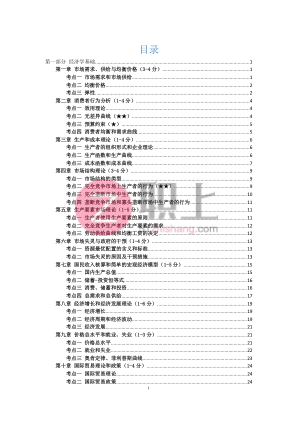 目录
第一部分 经济学基础 1
第一章 市场需求、供给与均衡价格（3-4 分） 1
考点一 市场需求和市场供给 1
考点二 均衡价格 2
考点三 弹性 2
第二章 消费者行为分析（1-4分） 3
考点一 效用理论 3
考点二 无差异曲线（★★） 3
考点三 预算约束（★★） 4
考点四 消费者均衡和需求曲线 5
第三章 生产和成本理论（1-5 分） 5
考点一 生产者的组织形式和企业理论 5
考点二 生产函数和生产曲线 6
考点三 成本函数和成本曲线 7
第四章 市场结构理论（3-4 分） 7
考点一 市场结构的类型 7
考点二 完全竞争市场上生产者的行为（★★） 8
考点三 完全垄断市场中生产者的行为 9
考点四 垄断竞争市场和寡头垄断市场中生产者的行为 11
第五章 生产要素市场理论（1-4 分）
考点一 生产者使用生产要素的原则
考点二 完全竞争生产者对生产要素的需求
考点三 劳动供给曲线和均衡工资的决定
第六章 市场失灵与政府的干预（1-5 分） 13
考点一 资源最优配置的含义和标准 13
考点二 市场失灵的原因及干预措施 13
第七章 国民收入核算和简单的宏观经济模型（1-5 分） 14
考点一 国内生产总值 14
考点二 储蓄-投资恒等式 15
考点三 消费、储蓄和投资 16
考点四 总需求和总供给 17
第八章 经济增长和经济发展理论（1-6 分） 19
考点一 经济增长 19
考点二 经济周期和经济波动 20
考点三 经济发展 21
第九章 价格总水平和就业、失业（1-3 分） 21
考点一 价格总水平 21
考点二 就业和失业 22
考点三 奥肯定律、菲利普斯曲线 23
第十章 国际贸易理论和政策（1-4 分） 24
考点一 国际贸易理论 24
考点二 国际贸易政策 24
1